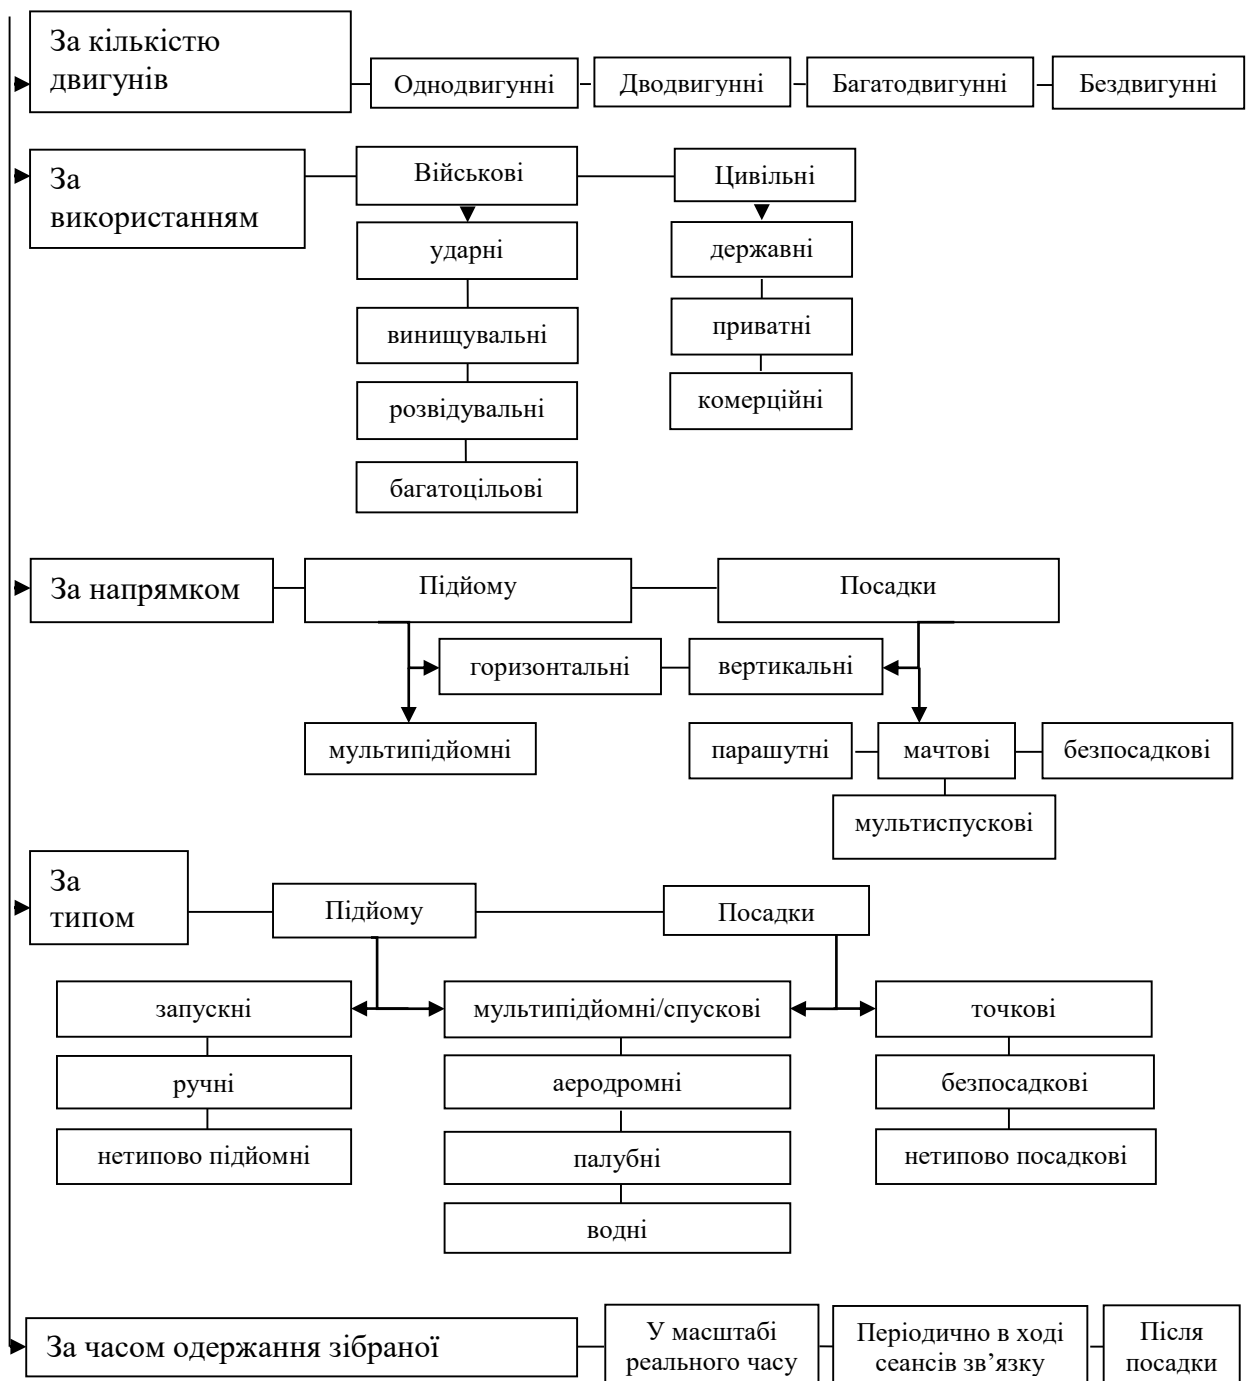 За кількістю
двигунів
Однодвигунні
Дводвигунні
Багатодвигунні
Бездвигунні
За
використанням
Військові
Цивільні
ударні
державні
винищувальні
приватні
розвідувальні
комерційні
багатоцільові
За напрямком
Підйому
Посадки
горизонтальні
вертикальні
мультипідйомні
парашутні
мачтові
безпосадкові
мультиспускові
За
типом
Підйому
Посадки
запускні
мультипідйомні/спускові
точкові
ручні
аеродромні
безпосадкові
нетипово підйомні
палубні
нетипово посадкові
водні
За часом одержання зібраної
У масштабі
реального часу
Періодично в ході
сеансів зв’язку
Після
посадки